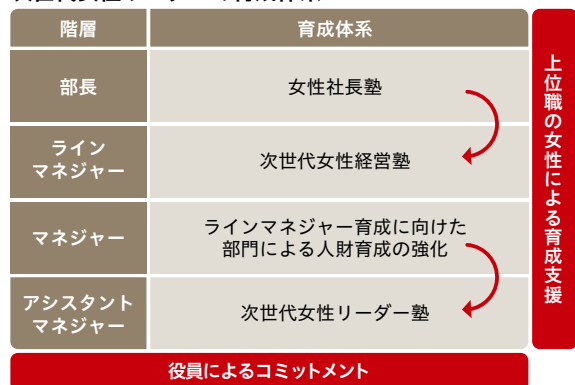 階層
育成体系
部長
女性社長塾
ライン
マネジャー
次世代女性経営塾
マネジャー
ラインマネジャー育成に向けた
部門による人財育成の強化
アシスタント
マネジャー
次世代女性リーダー塾
上位職の女性による育成支援
役員によるコミットメント